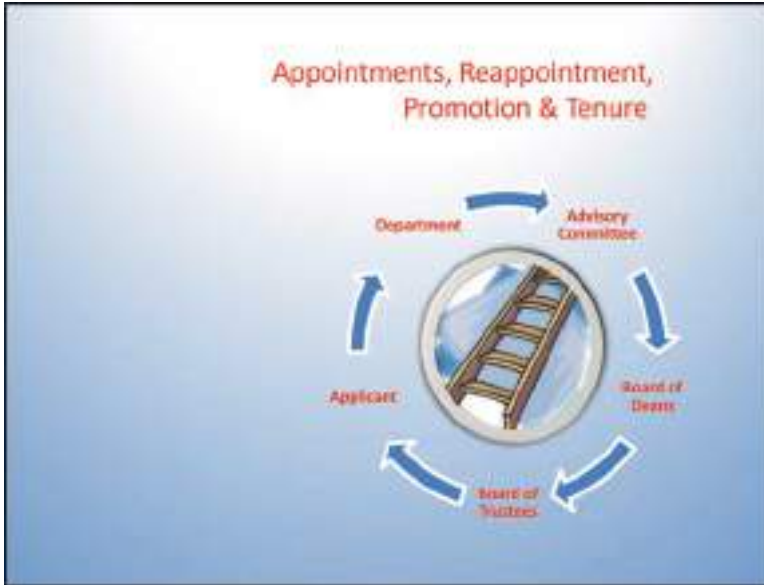 Appointments, Reappointment,
Promotion & Tenure
Department
Advisory
Committee
Applicant
Board of
Deans
Board of
Trustees